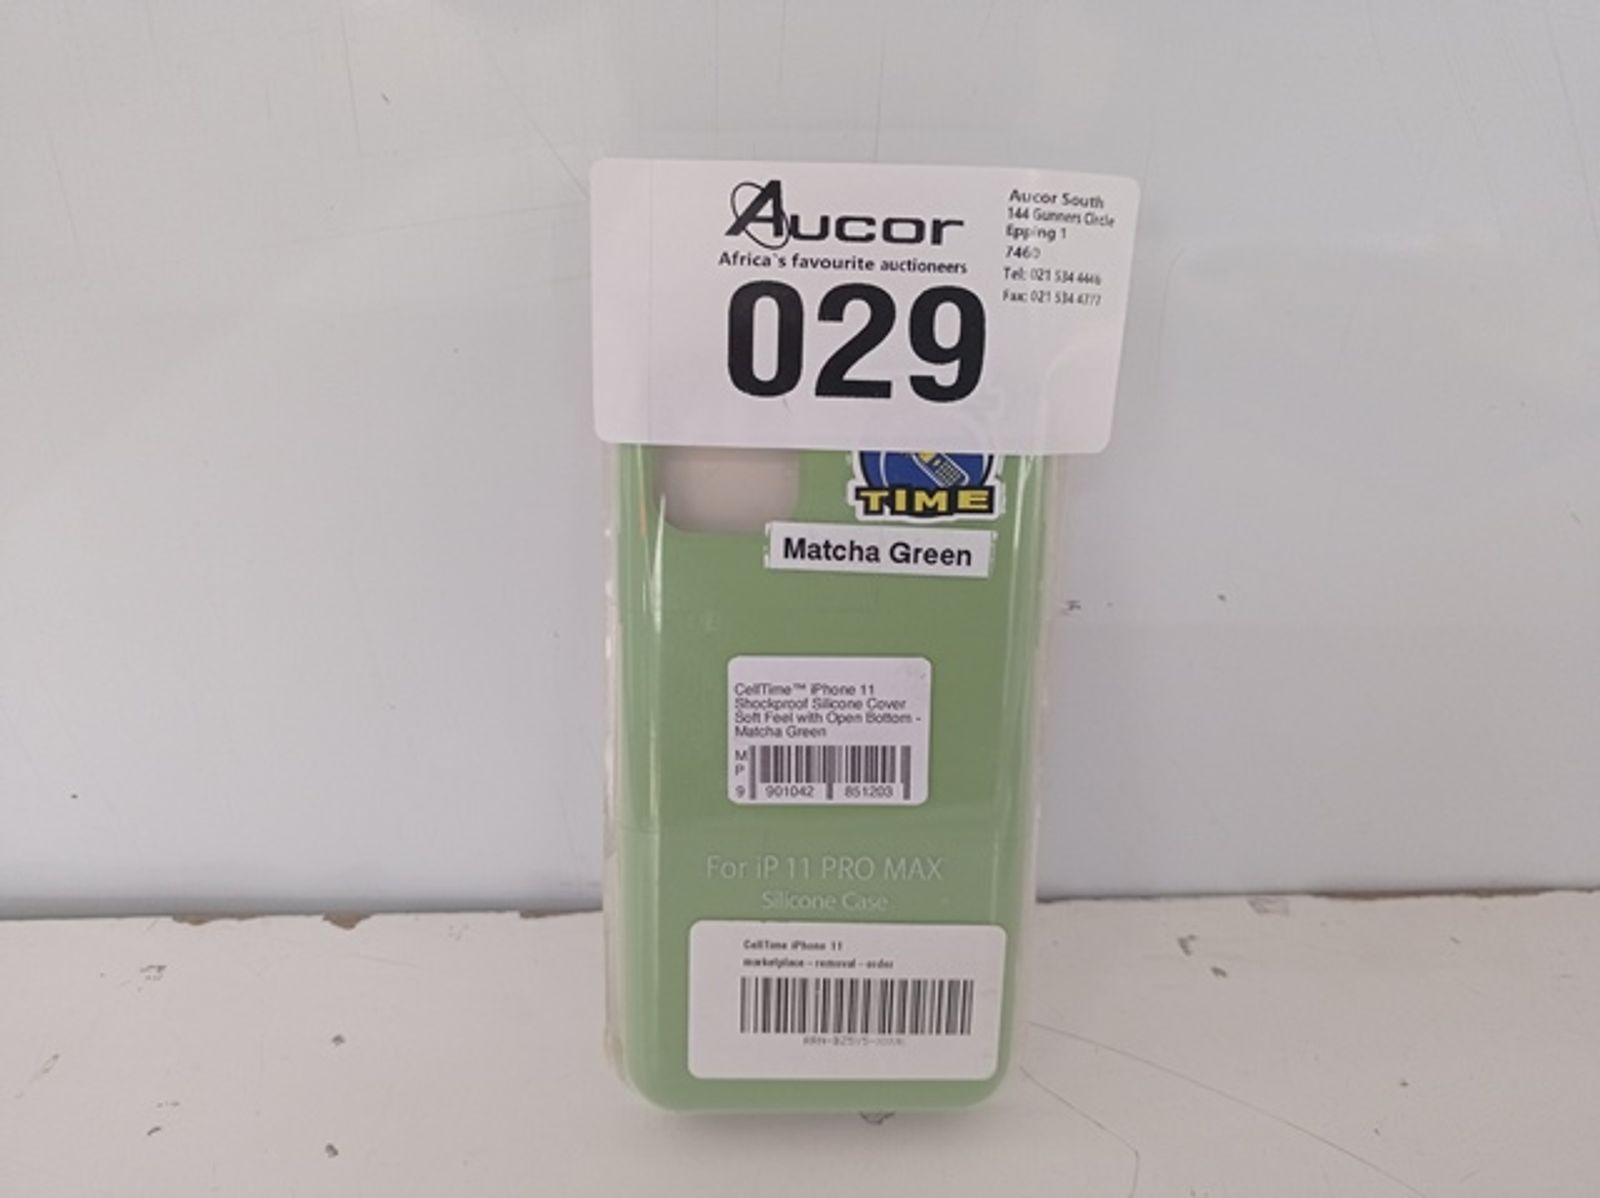 Aucor
Africa's favourite auctioneers
029
Aucor South
144 Gunners Circle
Epping 1
7460
Tel: 021 534 4446
Fax: 021 534 4777
TIME
Matcha Green
CellTime™ iPhone 11
Shockproof Silicone Cover
Soft Feel with Open Bottom -
Matcha Green
M
P
9 901042 851203
For iP 11 PRO MAX
Silicone Case
CellTime iPhone 11
marketplace - removal - order